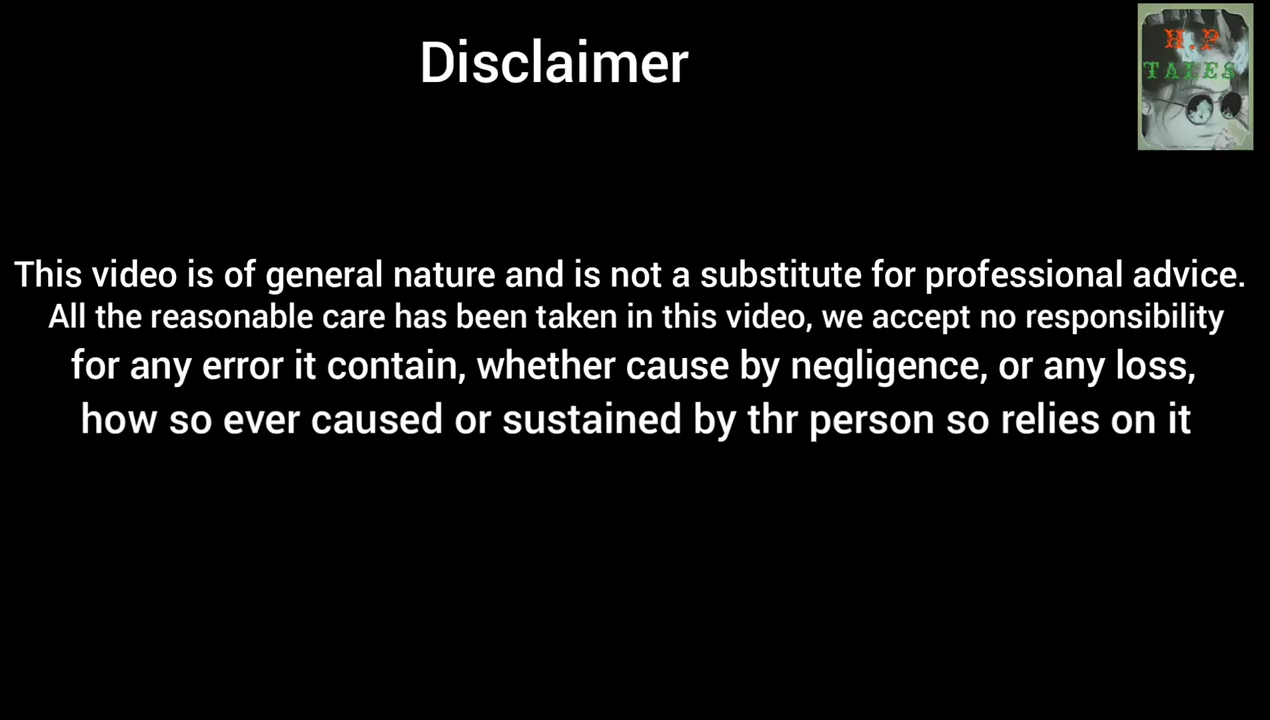 Disclaimer
H.P
TALES
This video is of general nature and is not a substitute for professional advice.
All the reasonable care has been taken in this video, we accept no responsibility
for any error it contain, whether cause by negligence, or any loss,
how so ever caused or sustained by thr person so relies on it